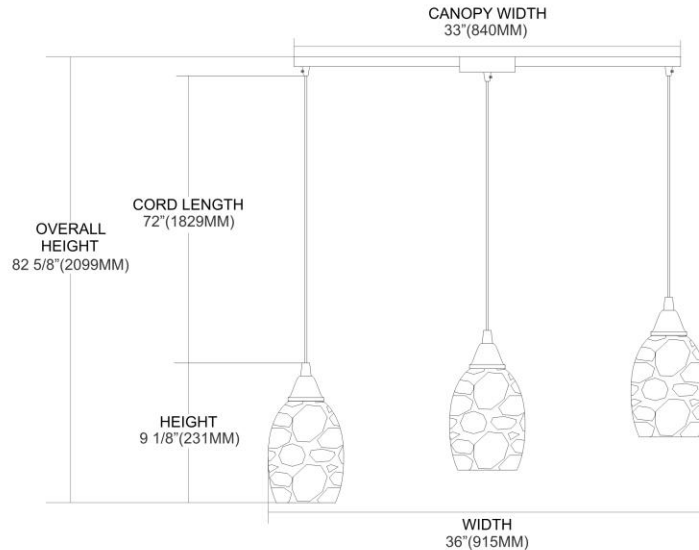 CANOPY WIDTH
33”(840MM)
CORD LENGTH
72”(1829MM)
OVERALL
HEIGHT
82 5/8”(2099MM)
HEIGHT
9 1/8”(231MM)
WIDTH
36”(915MM)